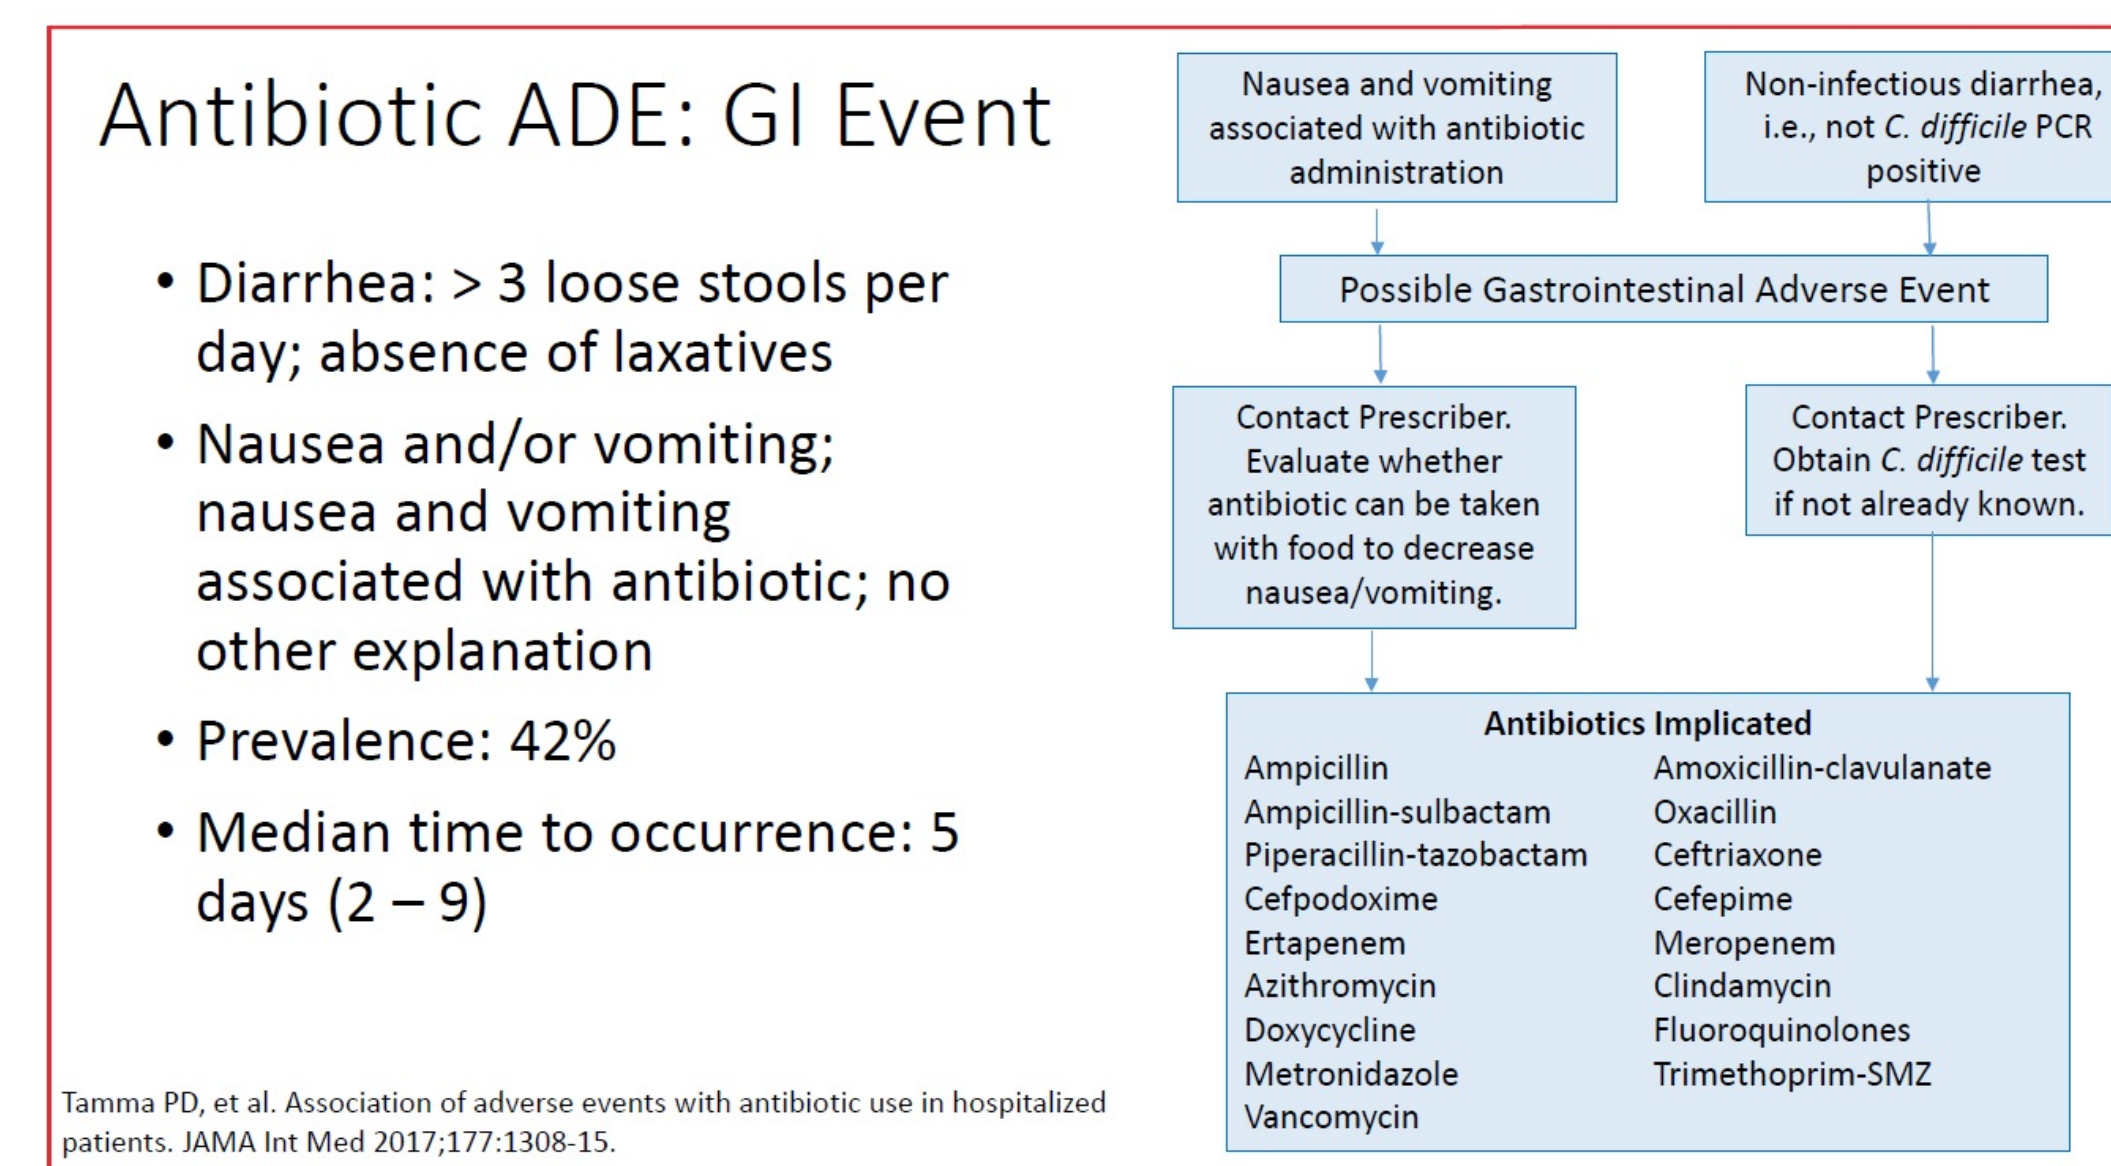 Antibiotic ADE: GI Event
• Diarrhea: > 3 loose stools per
day; absence of laxatives
• Nausea and/or vomiting;
nausea and vomiting
associated with antibiotic; no
other explanation
• Prevalence: 42%
• Median time to occurrence: 5
days (2 – 9)
Tamma PD, et al. Association of adverse events with antibiotic use in hospitalized
patients. JAMA Int Med 2017;177:1308-15.
Nausea and vomiting
associated with antibiotic
administration
Non-infectious diarrhea,
i.e., not C. difficile PCR
positive
Possible Gastrointestinal Adverse Event
Contact Prescriber.
Evaluate whether
antibiotic can be taken
with food to decrease
nausea/vomiting.
Contact Prescriber.
Obtain C. difficile test
if not already known.
Antibiotics Implicated
Ampicillin Amoxicillin-clavulanate
Ampicillin-sulbactam Oxacillin
Piperacillin-tazobactam Ceftriaxone
Cefpodoxime Cefepime
Ertapenem Meropenem
Azithromycin Clindamycin
Doxycycline Fluoroquinolones
Metronidazole Trimethoprim-SMZ
Vancomycin